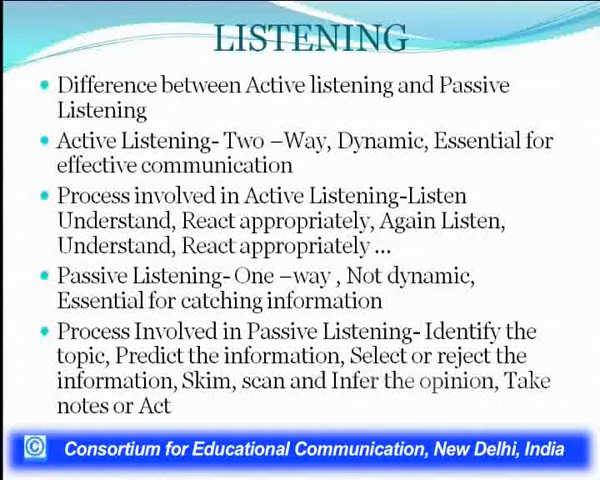 LISTENING
Difference between Active listening and Passive
Listening
Active Listening- Two –Way, Dynamic, Essential for
effective communication
Process involved in Active Listening-Listen
Understand, React appropriately, Again Listen,
Understand, React appropriately ...
Passive Listening- One –way , Not dynamic,
Essential for catching information
Process Involved in Passive Listening- Identify the
topic, Predict the information, Select or reject the
information, Skim, scan and Infer the opinion, Take
notes or Act
© Consortium for Educational Communication, New Delhi, India